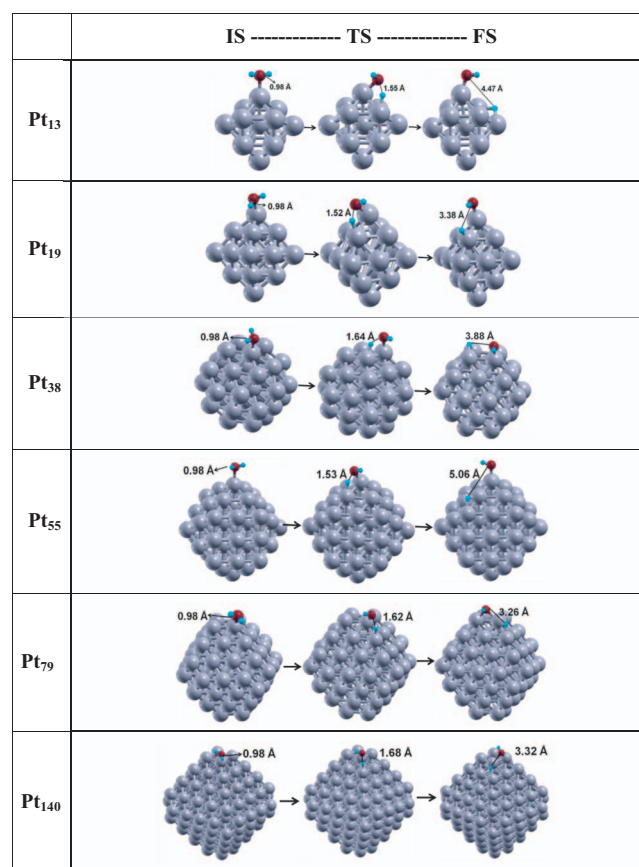 IS ------------- TS ------------- FS
Pt13
0.98 Å
1.55 Å
4.47 Å
Pt19
0.98 Å
1.52 Å
3.38 Å
Pt38
0.98 Å
1.64 Å
3.88 Å
Pt55
0.98 Å
1.53 Å
5.06 Å
Pt79
0.98 Å
1.62 Å
3.26 Å
Pt140
0.98 Å
1.68 Å
3.32 Å